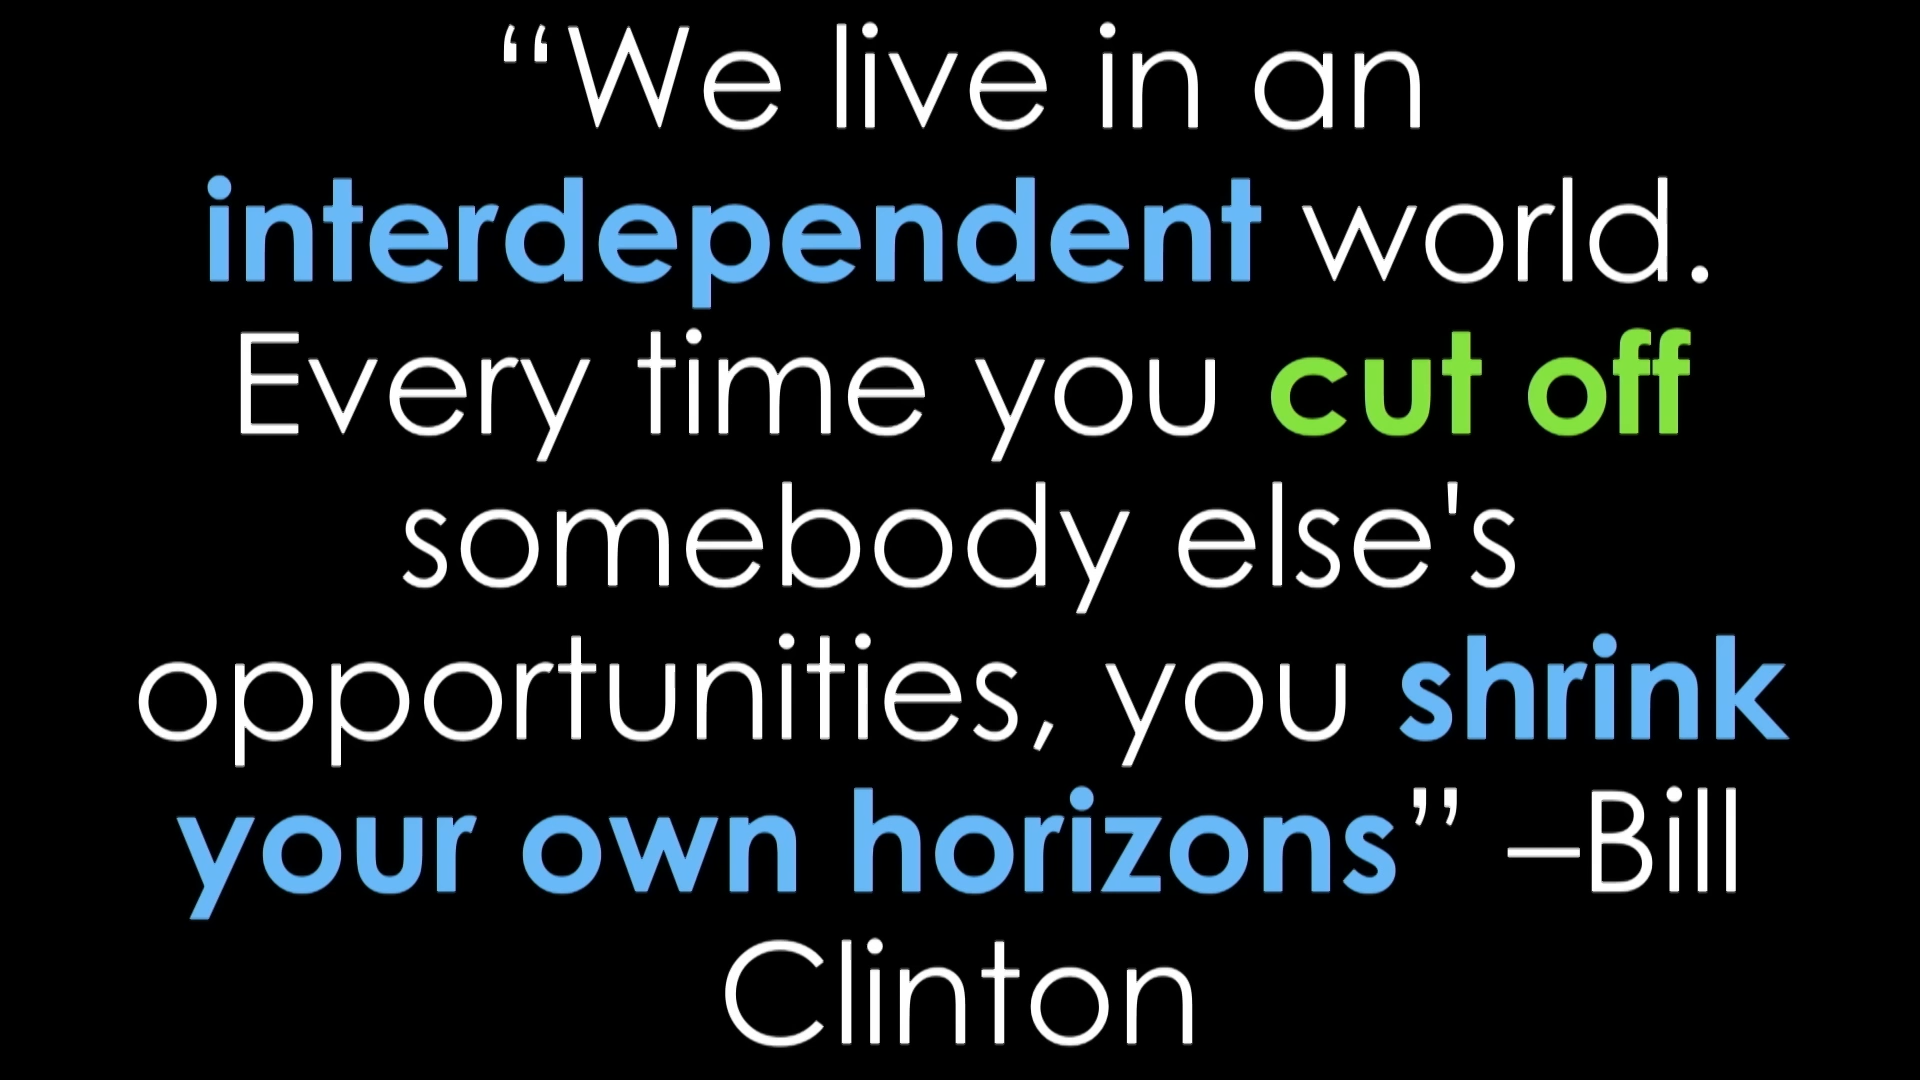 “We live in an
interdependent world.
Every time you cut off
somebody else's
opportunities, you shrink
your own horizons” –Bill
Clinton